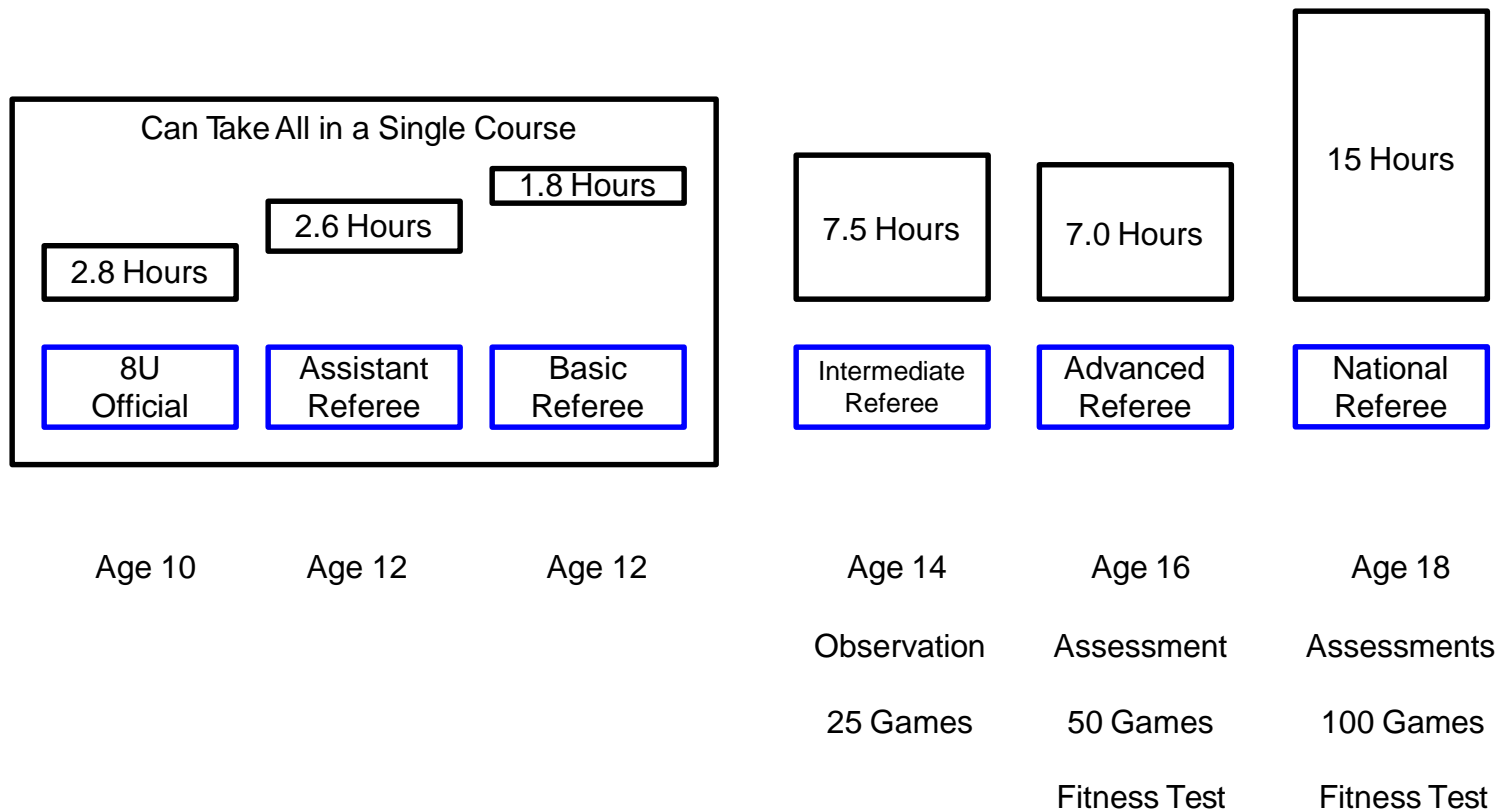 Can Take All in a Single Course
2.8 Hours
2.6 Hours
1.8 Hours
7.5 Hours
7.0 Hours
15 Hours
8U
Official
Assistant
Referee
Basic
Referee
Intermediate
Referee
Advanced
Referee
National
Referee
Age 10
Age 12
Age 12
Age 14
Age 16
Age 18
Observation
Assessment
Assessments
25 Games
50 Games
100 Games
Fitness Test
Fitness Test